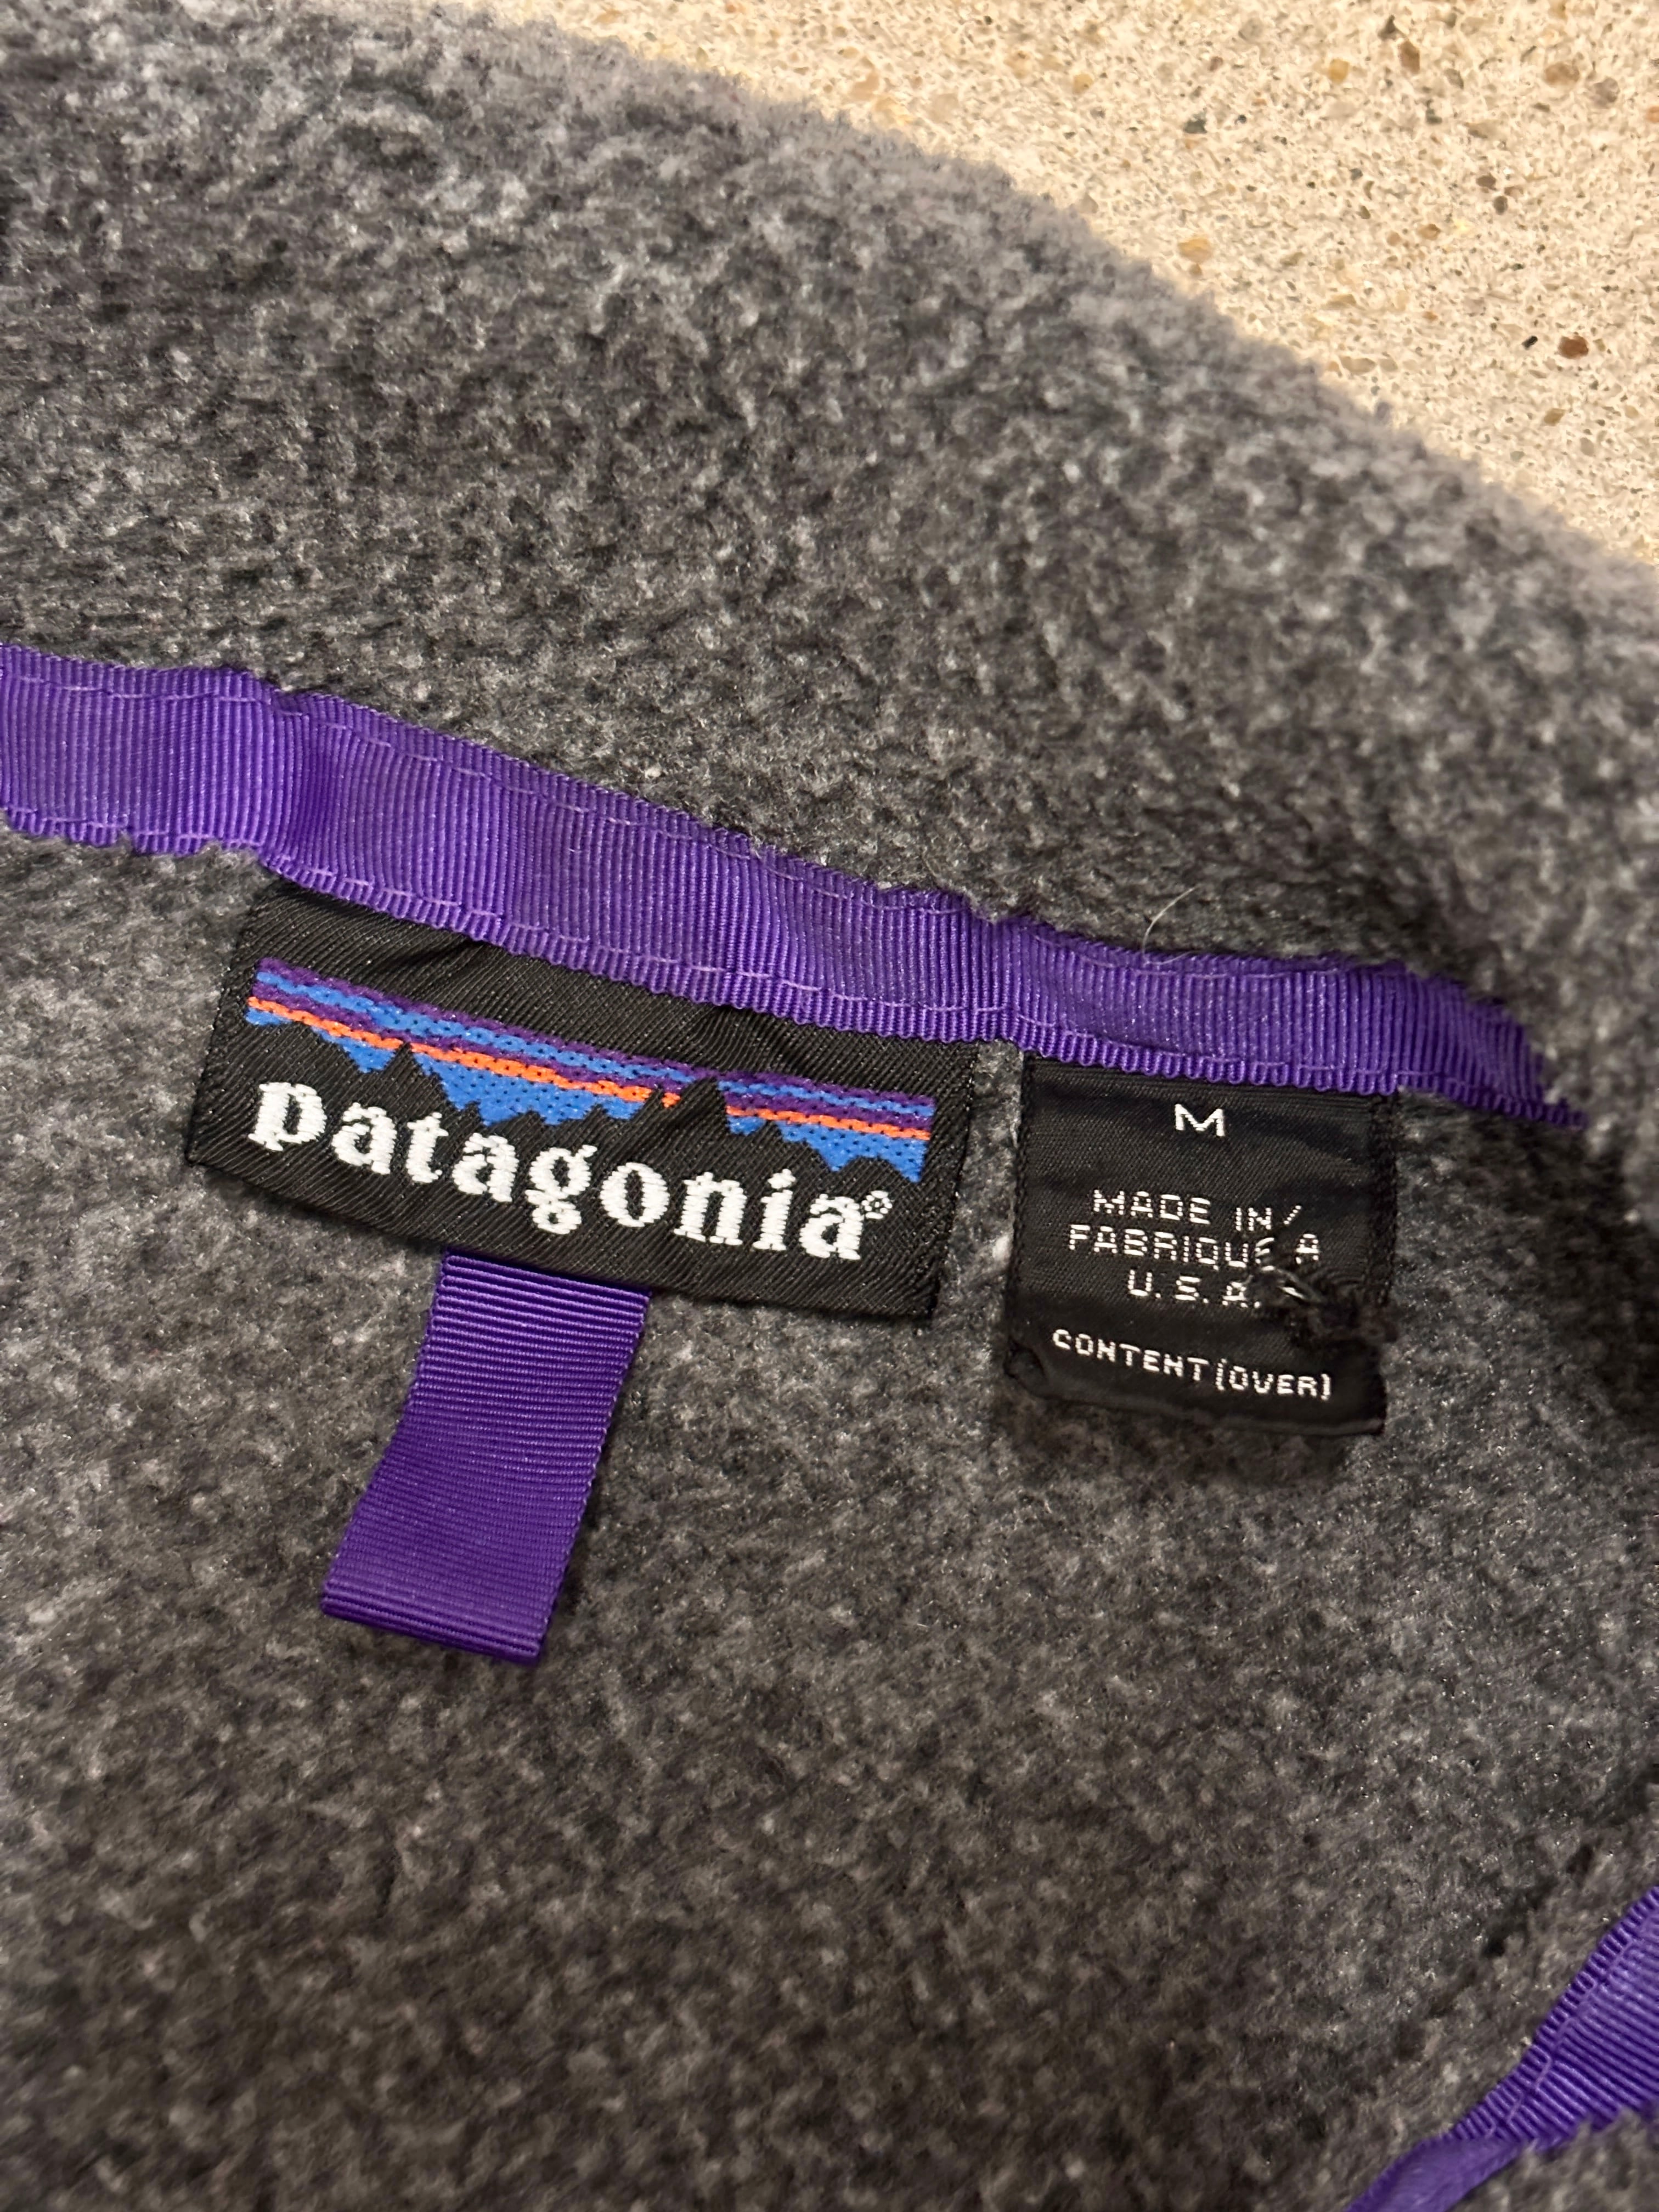 patagonia®
M
MADE IN/
FABRIQUE A
U.S.A.
CONTENT (OVER)